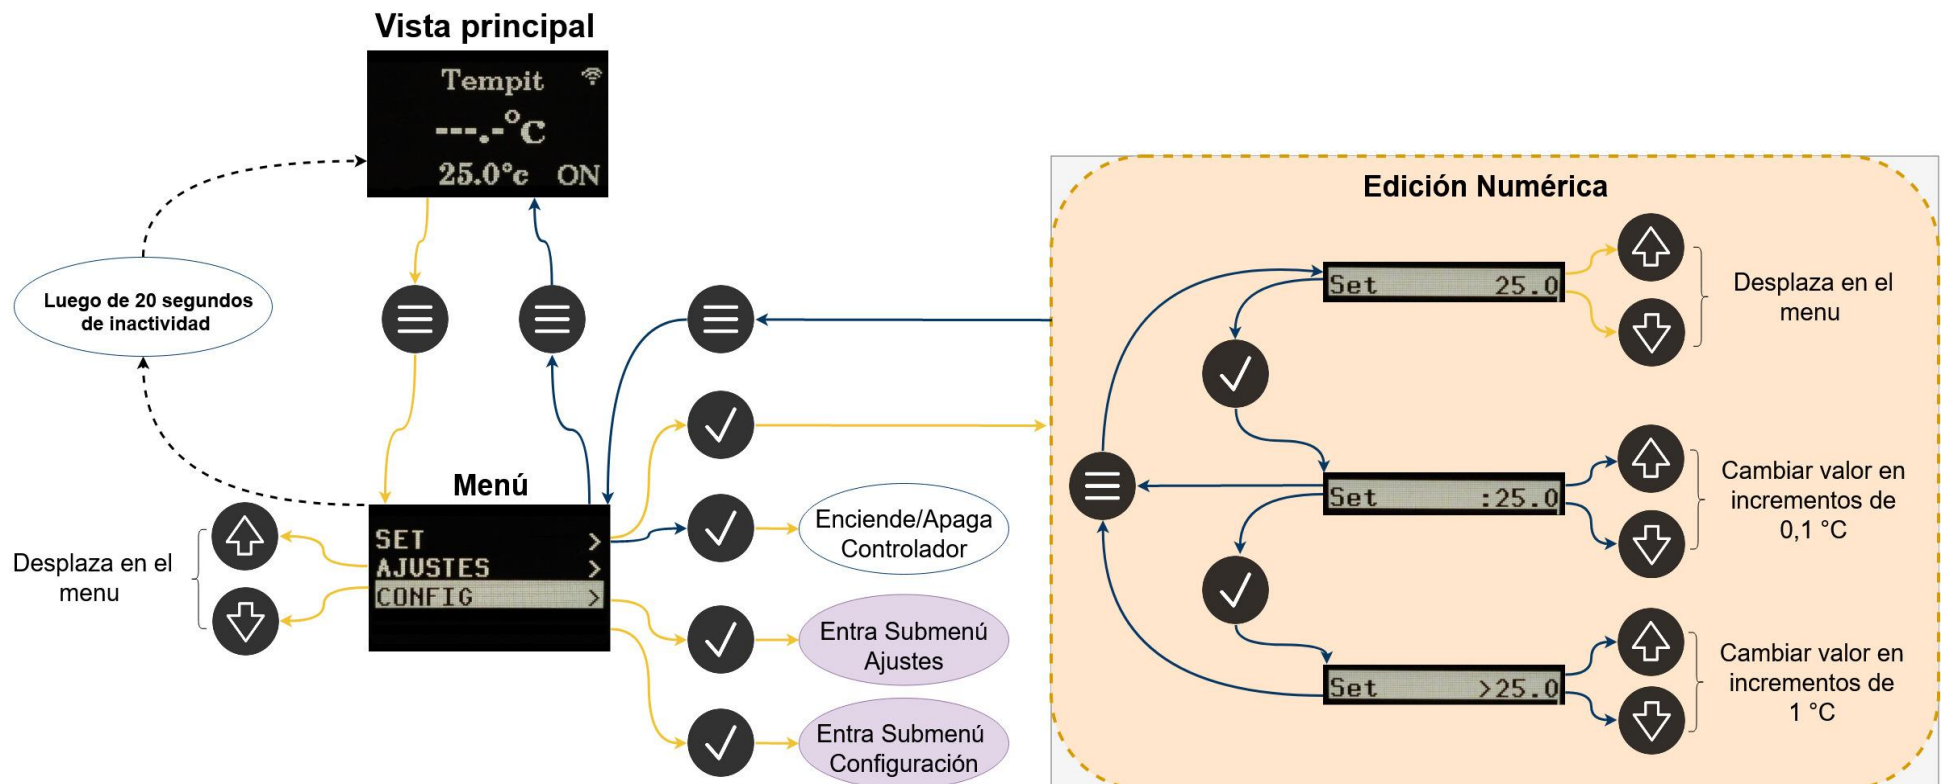 Vista principal
Tempit
---.-°C
25.0°c ON
Luego de 20 segundos
de inactividad
Menú
SET >
AJUSTES >
CONFIG >
Desplaza en el
menu
Enciende/Apaga
Controlador
Entra Submenú
Ajustes
Entra Submenú
Configuración
Edición Numérica
Set 25.0
Desplaza en el
menu
Set :25.0
Cambiar valor en
incrementos de
0,1 °C
Set >25.0
Cambiar valor en
incrementos de
1 °C